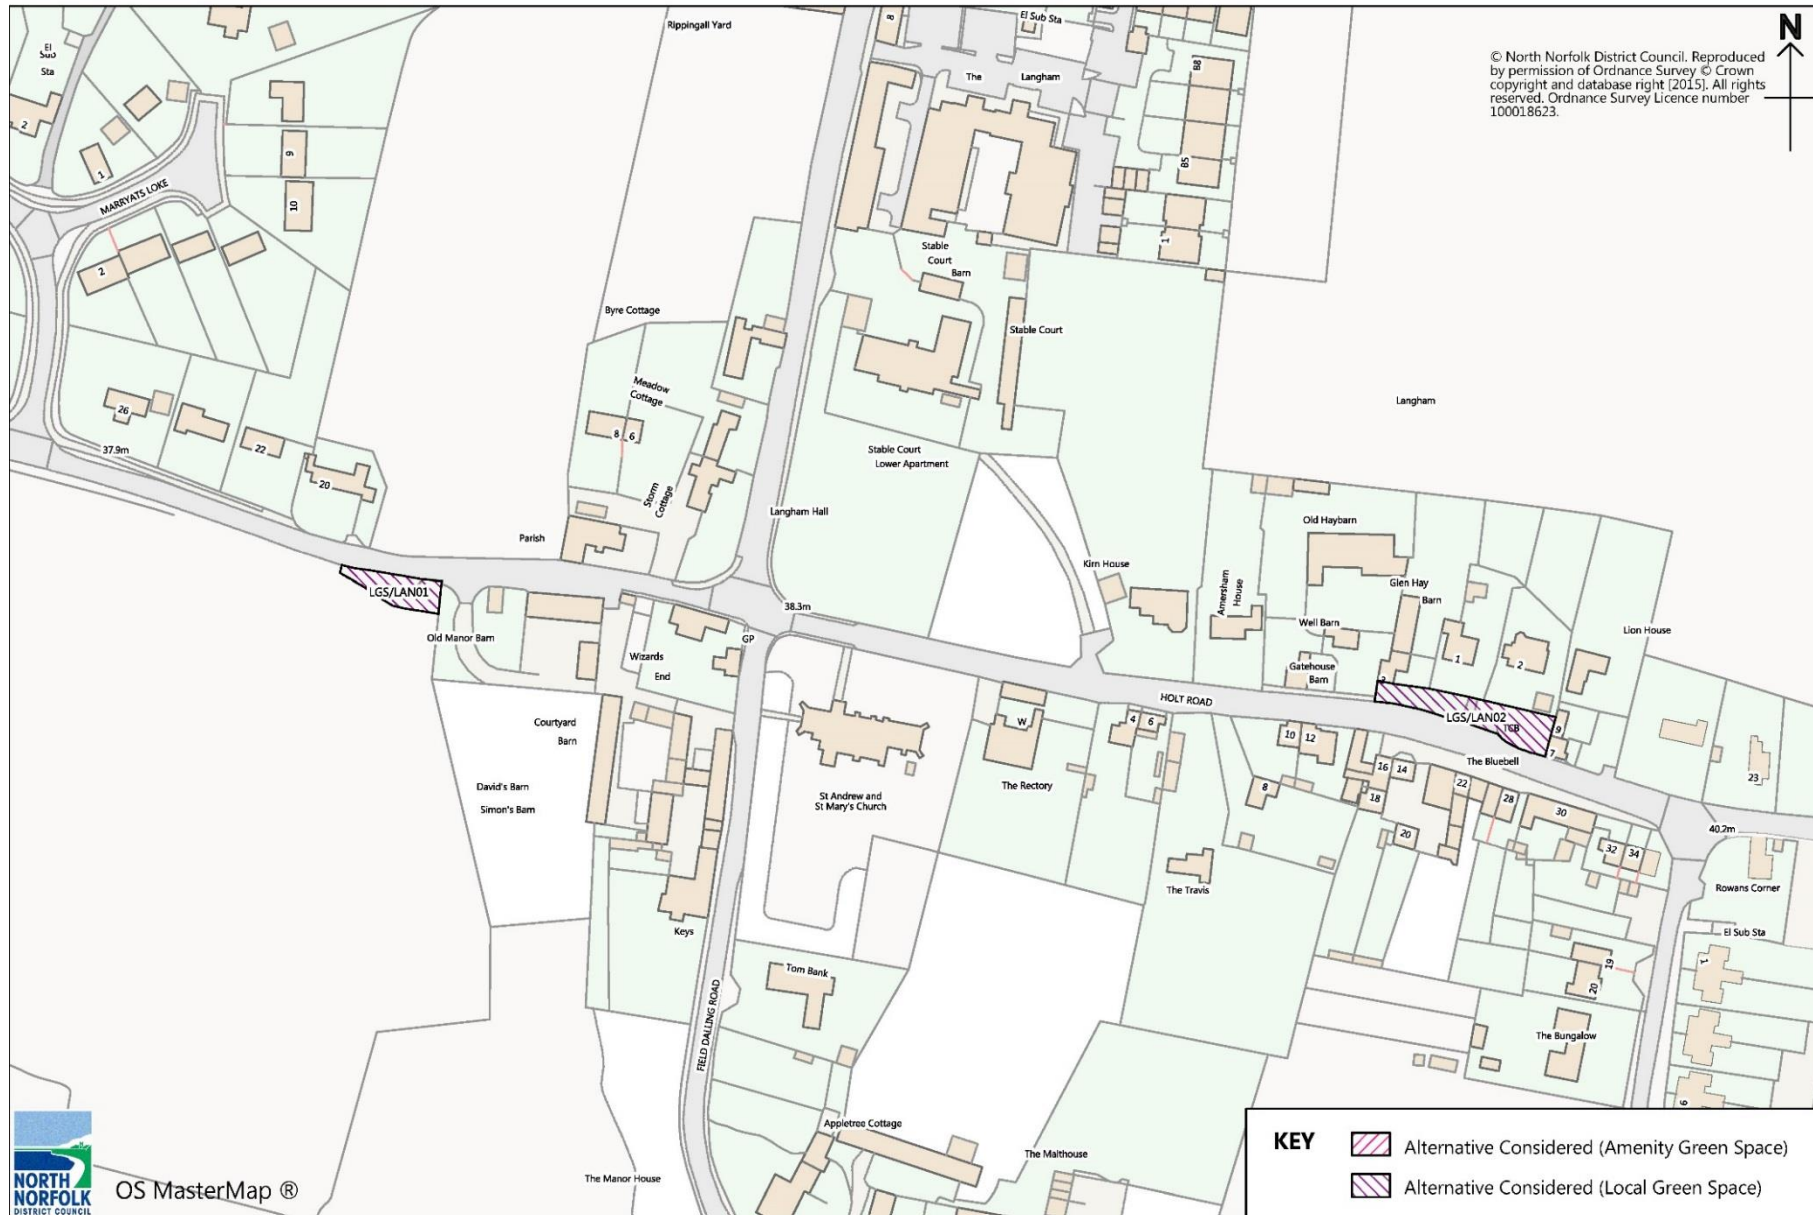 Rippingall Yard
8
El Sub Sta
N
© North Norfolk District Council. Reproduced
by permission of Ordnance Survey © Crown
copyright and database right [2015]. All rights
reserved. Ordnance Survey Licence number
100018623.
El
Sub
Sta
The
Langham
B8
2
1
9
B5
MARRYATS LOKE
10
1
2
Stable
Court
Barn
Byre Cottage
Stable Court
Meadow
Cottage
Langham
26
8
6
22
37.9m
Stable Court
Lower Apartment
20
Storm
Cottage
Langham Hall
Old Haybarn
Parish
Kirn House
Glen Hay
Barn
Amersham
House
LGS/LAN01
38.3m
Well Barn
Lion House
Old Manor Barn
GP
Wizards
End
1
2
Gatehouse
Barn
3
HOLT ROAD
LGS/LAN02
TCB
9
7
Courtyard
Barn
W
4
6
10
12
The Bluebell
16
14
23
David's Barn
Simon's Barn
St Andrew and
St Mary's Church
The Rectory
8
18
22
28
30
20
40.2m
32
34
The Travis
Rowans Corner
Keys
El Sub Sta
Tom Bank
19
20
1
FIELD DALLING ROAD
The Bungalow
6
Appletree Cottage
The Malthouse
The Manor House
NORTH
NORFOLK
DISTRICT COUNCIL
OS MasterMap ®
KEY
Alternative Considered (Amenity Green Space)
Alternative Considered (Local Green Space)